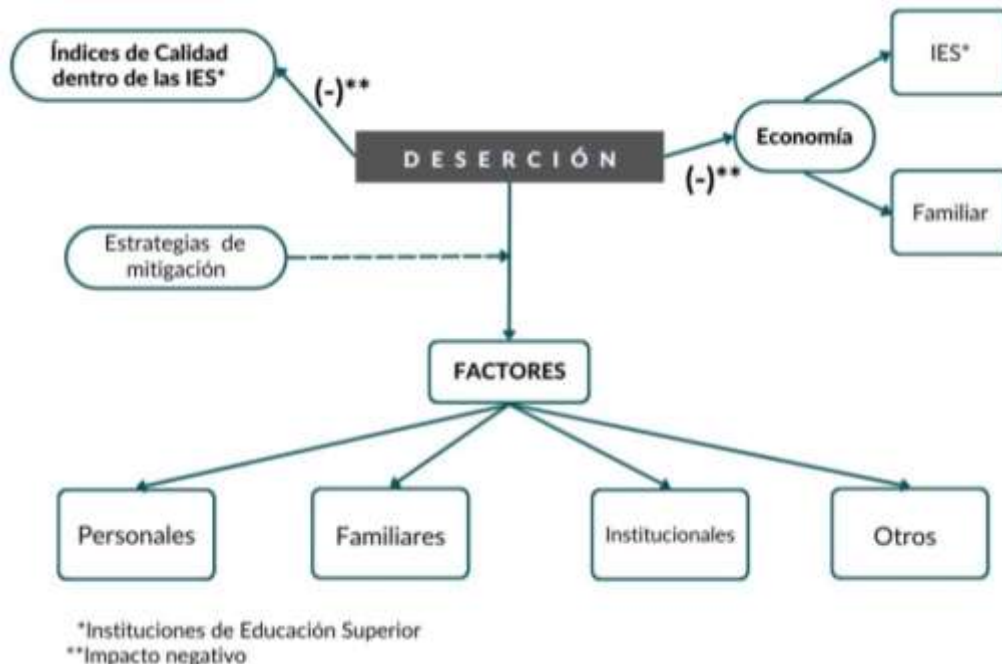 Índices de Calidad
dentro de las IES*
(-)**
DESERCIÓN
(-)**
Economía
IES*
Familiar
Estrategias de
mitigación
FACTORES
Personales
Familiares
Institucionales
Otros
*Instituciones de Educación Superior
**Impacto negativo